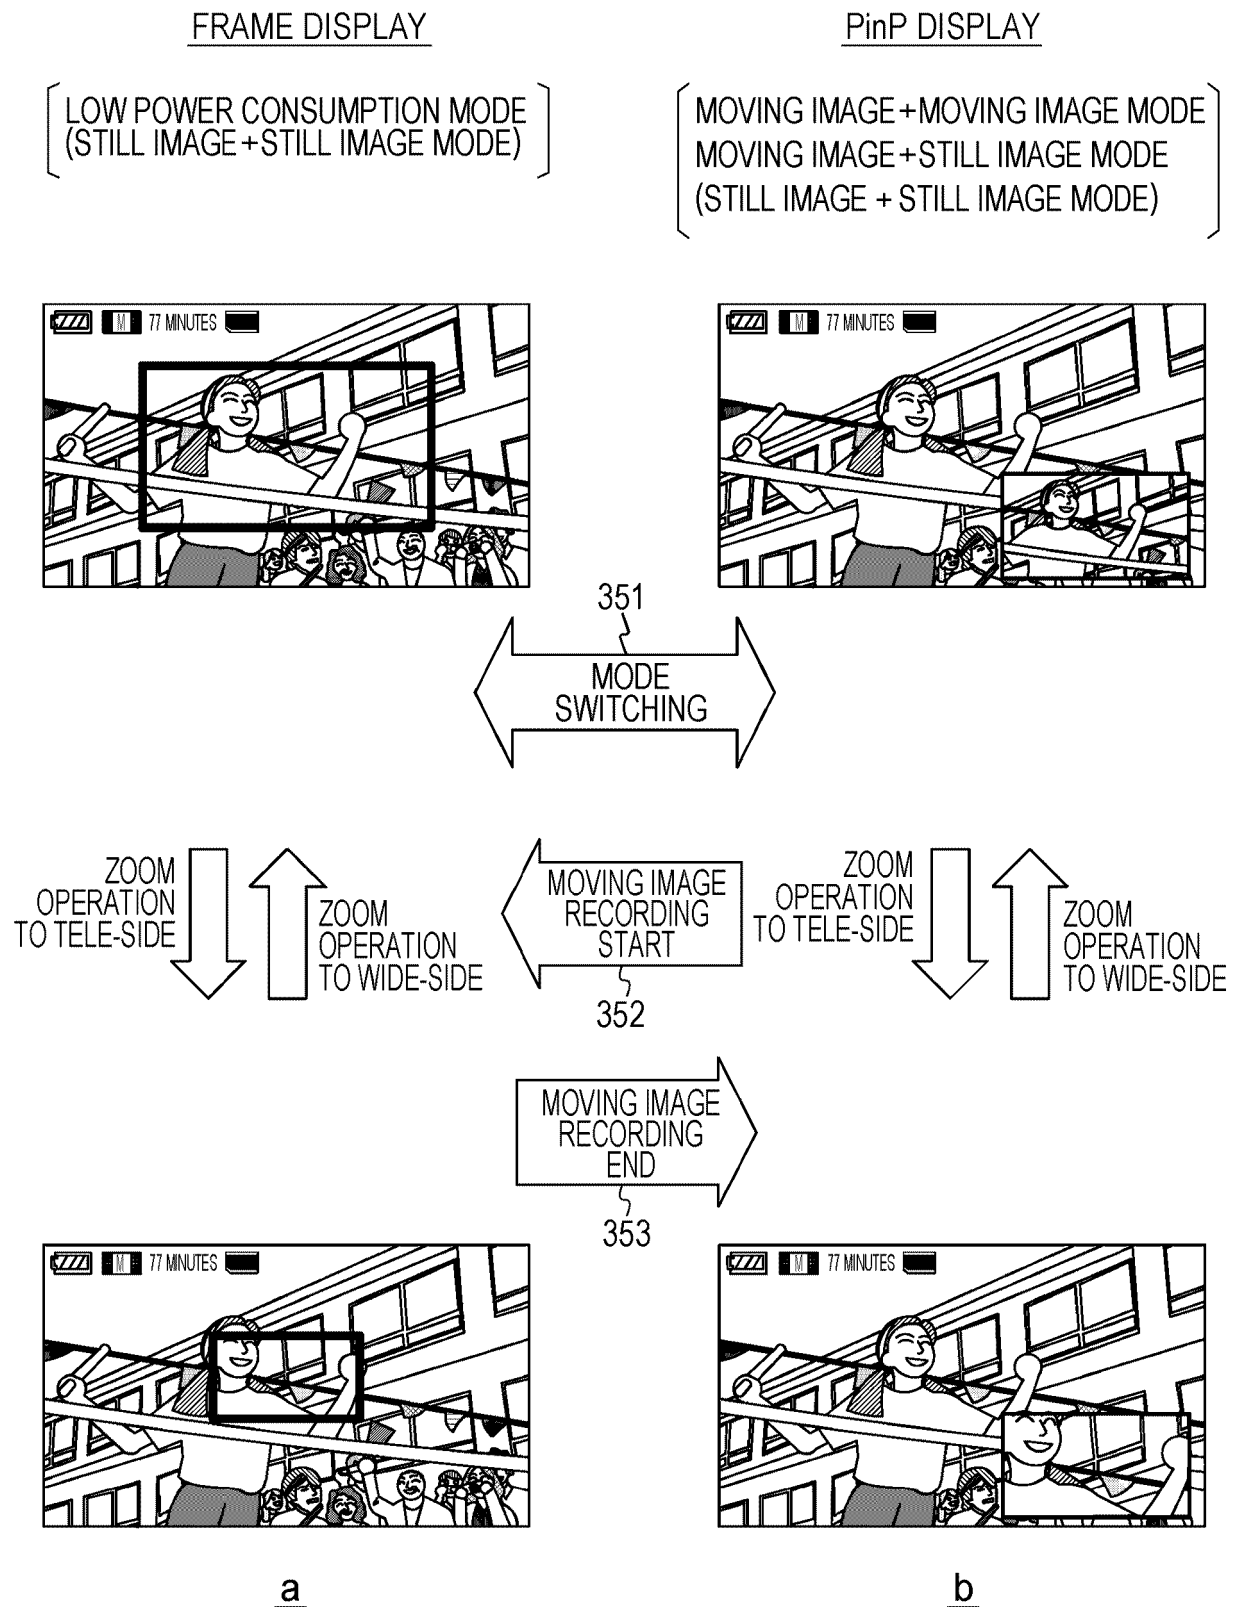 FRAME DISPLAY
PinP DISPLAY
LOW POWER CONSUMPTION MODE
(STILL IMAGE+STILL IMAGE MODE)
MOVING IMAGE+MOVING IMAGE MODE
MOVING IMAGE+STILL IMAGE MODE
(STILL IMAGE + STILL IMAGE MODE)
M 77 MINUTES
M 77 MINUTES
351
MODE
SWITCHING
ZOOM
OPERATION
TO TELE-SIDE
ZOOM
OPERATION
TO WIDE-SIDE
MOVING IMAGE
RECORDING
START
352
ZOOM
OPERATION
TO TELE-SIDE
ZOOM
OPERATION
TO WIDE-SIDE
MOVING IMAGE
RECORDING
END
353
M 77 MINUTES
M 77 MINUTES
a
b